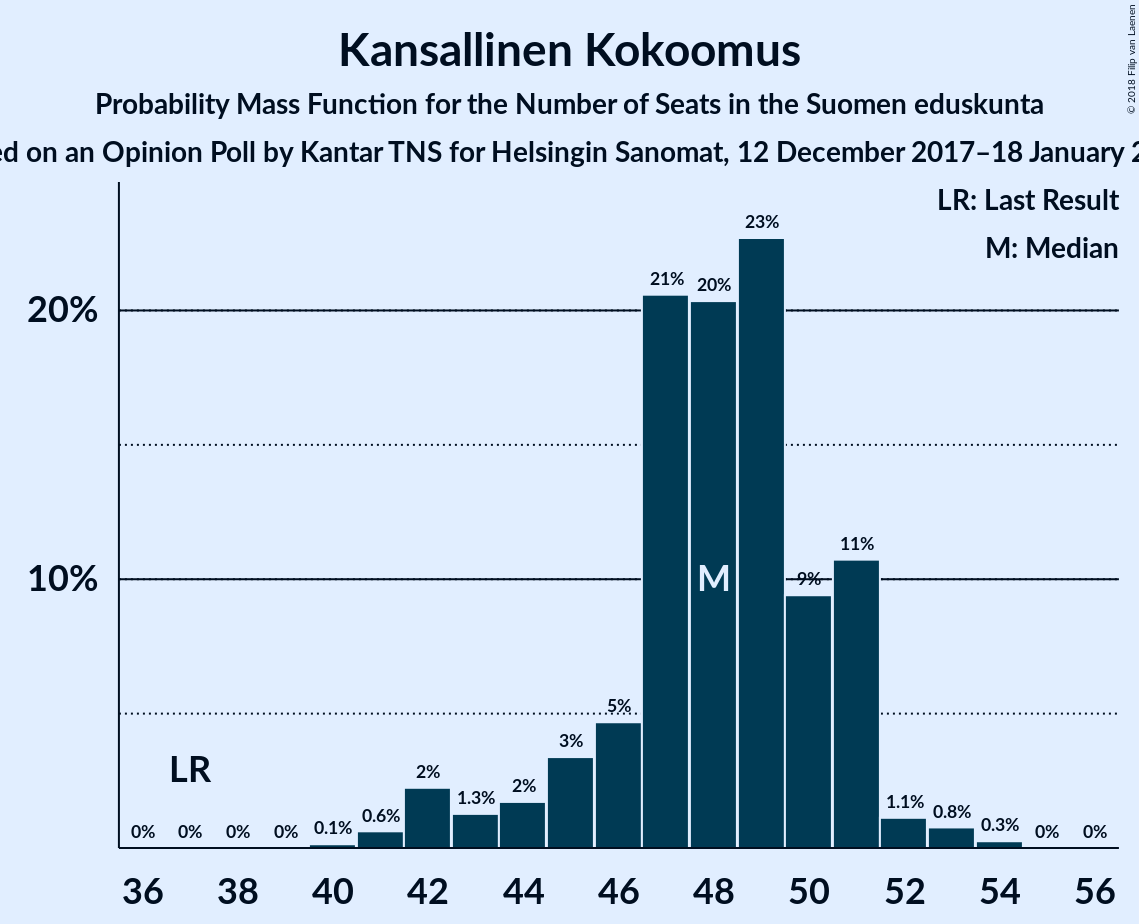 Kansallinen Kokoomus
Probability Mass Function for the Number of Seats in the Suomen eduskunta
on an Opinion Poll by Kantar TNS for Helsingin Sanomat, 12 December 2017–18 January
© 2018 Filip van Laenen
LR: Last Result
M: Median
20%
10%
0% 0% 0% 0% 0.1% 0.6% 2% 1.3% 2% 3% 5% 21% 20% 23% 9% 11% 1.1% 0.8% 0.3% 0% 0%
LR
M
36 38 40 42 44 46 48 50 52 54 56